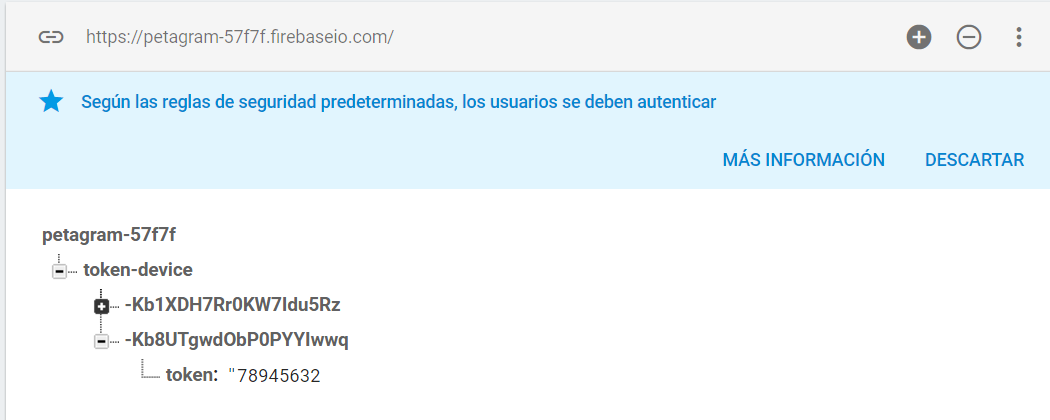 https://petagram-57f7f.firebaseio.com/
Según las reglas de seguridad predeterminadas, los usuarios se deben autenticar
MÁS INFORMACIÓN DESCARTAR
petagram-57f7f
token-device
-Kb1XDH7Rr0KW7Idu5Rz
-Kb8UTgwdObP0PYYIwwq
token: "78945632